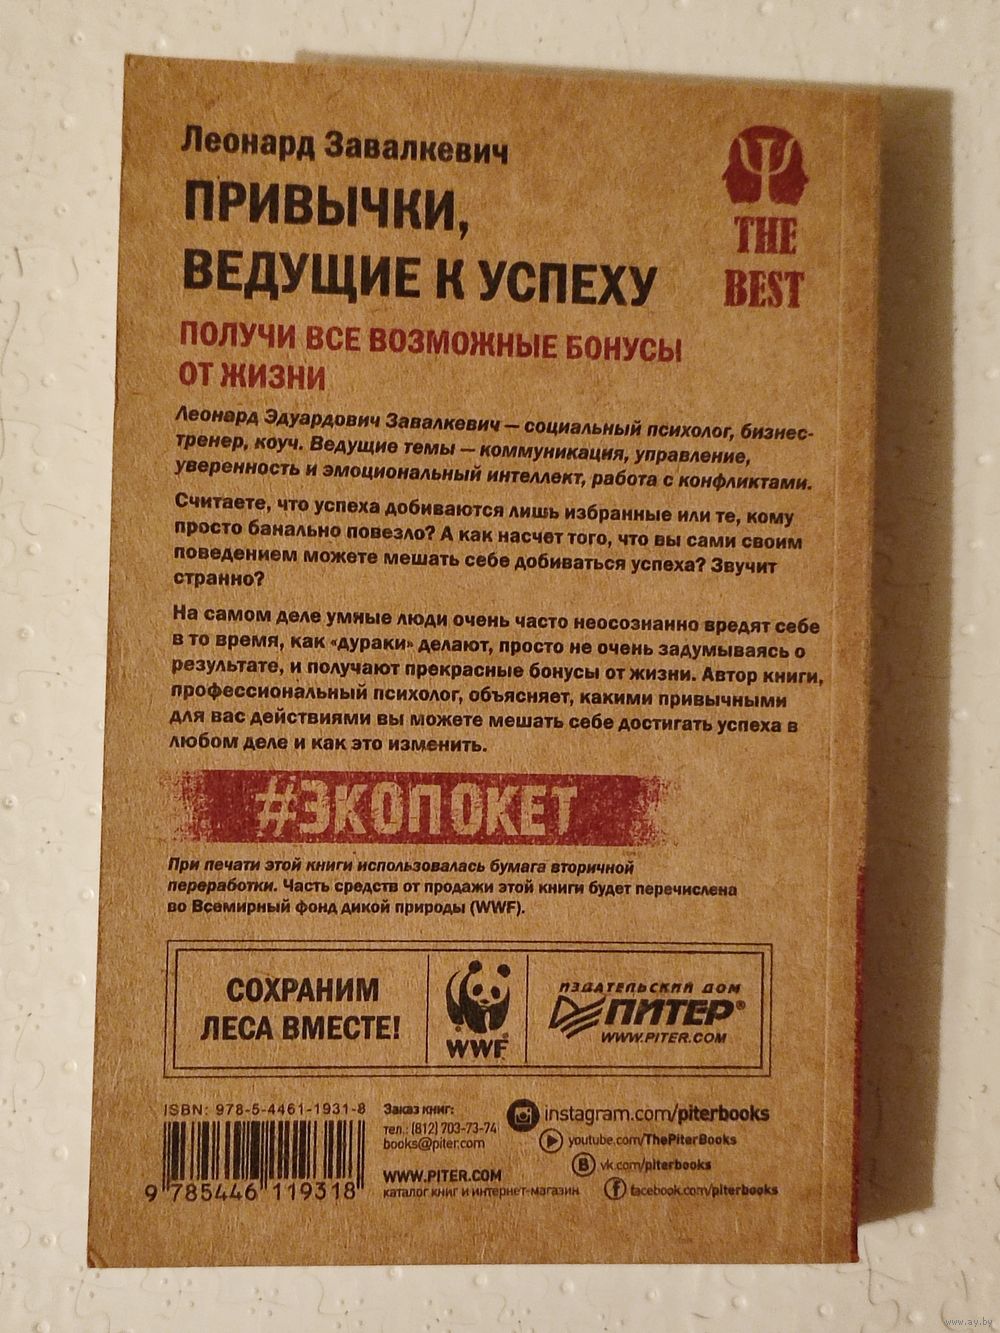 Леонард Завалкевич
ПРИВЫЧКИ,
ВЕДУЩИЕ К УСПЕХУ
THE
BEST
ПОЛУЧИ ВСЕ ВОЗМОЖНЫЕ БОНУСЫ
ОТ ЖИЗНИ
Леонард Эдуардович Завалкевич — социальный психолог, бизнес-
тренер, коуч. Ведущие темы — коммуникация, управление,
уверенность и эмоциональный интеллект, работа с конфликтами.
Считаете, что успеха добиваются лишь избранные или те, кому
просто банально повезло? А как насчет того, что вы сами своим
поведением можете мешать себе добиваться успеха? Звучит
странно?
На самом деле умные люди очень часто неосознанно вредят себе
в то время, как «дураки» делают, просто не очень задумываясь о
результате, и получают прекрасные бонусы от жизни. Автор книги,
профессиональный психолог, объясняет, какими привычными
для вас действиями вы можете мешать себе достигать успеха в
любом деле и как это изменить.
#ЭКОПОКЕТ
При печати этой книги использовалась бумага вторичной
переработки. Часть средств от продажи этой книги будет перечислена
во Всемирный фонд дикой природы (WWF).
СОХРАНИМ
ЛЕСА ВМЕСТЕ!
WWF
ИЗДАТЕЛЬСКИЙ ДОМ
ПИТЕР®
WWW.PITER.COM
ISBN: 978-5-4461-1931-8
9 785446 119318
Заказ книг:
тел.: (812) 703-73-74
books@piter.com
WWW.PITER.COM
каталог книг и интернет-магазин
instagram.com/piterbooks
youtube.com/ThePiterBooks
vk.com/piterbooks
facebook.com/piterbooks
www.ay.by